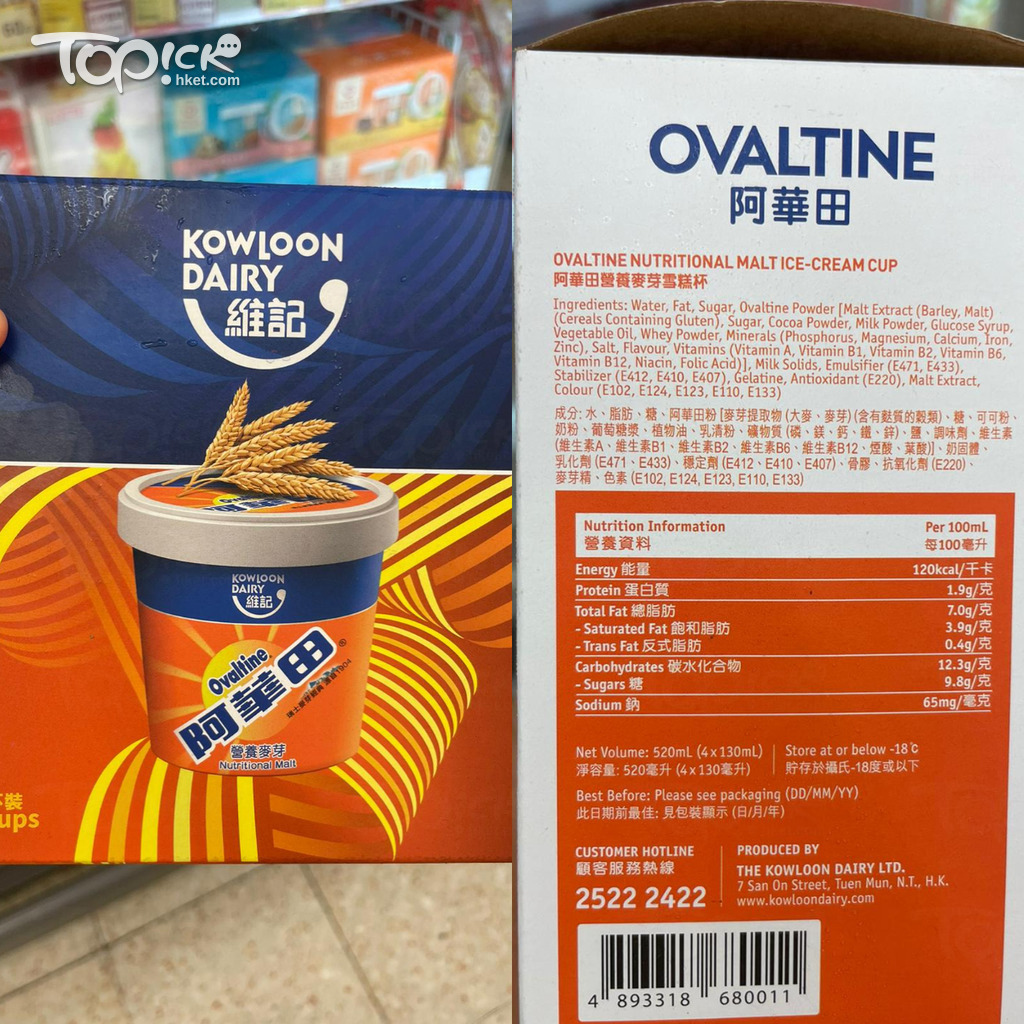 TOPick
hket.com
KOWLOON
DAIRY
維記
Ovaltine
阿華田
KOWLOON
DAIRY
維記
Ovaltine
阿華田
®
營養麥芽
Nutritional Malt
裝
ups
OVALTINE
阿華田
OVALTINE NUTRITIONAL MALT ICE-CREAM CUP
阿華田營養麥芽雪糕杯
Ingredients: Water, Fat, Sugar, Ovaltine Powder [Malt Extract (Barley, Malt)
(Cereals Containing Gluten), Sugar, Cocoa Powder, Milk Powder, Glucose Syrup,
Vegetable Oil, Whey Powder, Minerals (Phosphorus, Magnesium, Calcium, Iron,
Zinc), Salt, Flavour, Vitamins (Vitamin A, Vitamin B1, Vitamin B2, Vitamin B6,
Vitamin B12, Niacin, Folic Acid)], Milk Solids, Emulsifier (E471, E433),
Stabilizer (E412, E410, E407), Gelatine, Antioxidant (E220), Malt Extract,
Colour (E102, E124, E123, E110, E133)
成分: 水、脂肪、糖、阿華田粉 [麥芽提取物 (大麥、麥芽) (含有麩質的穀類)、糖、可可粉、
奶粉、葡萄糖漿、植物油、乳清粉、礦物質 (磷、鎂、鈣、鐵、鋅)、鹽、調味劑、維生素
(維生素A、維生素B1、維生素B2、維生素B6、維生素B12、煙酸、葉酸)]、奶固體、
乳化劑 (E471、E433)、穩定劑 (E412、E410、E407)、骨膠、抗氧化劑 (E220)、
麥芽精、色素 (E102, E124, E123, E110, E133)
Nutrition Information Per 100mL
營養資料 每100毫升
Energy 能量 120kcal/千卡
Protein 蛋白質 1.9g/克
Total Fat 總脂肪 7.0g/克
- Saturated Fat 飽和脂肪 3.9g/克
- Trans Fat 反式脂肪 0.4g/克
Carbohydrates 碳水化合物 12.3g/克
- Sugars 糖 9.8g/克
Sodium 鈉 65mg/毫克
Net Volume: 520mL (4x130mL)
淨容量: 520毫升 (4x130毫升)
Store at or below -18℃
貯存於攝氏-18度或以下
Best Before: Please see packaging (DD/MM/YY)
此日期前最佳: 見包裝顯示 (日/月/年)
CUSTOMER HOTLINE
顧客服務熱線
2522 2422
PRODUCED BY
THE KOWLOON DAIRY LTD.
7 San On Street, Tuen Mun, N.T., H.K.
www.kowloondairy.com
4 893318 680011